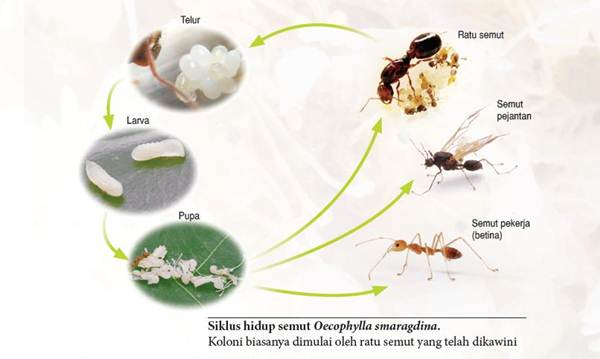 Telur
Ratu semut
Semut
pejantan
Larva
Pupa
Semut pekerja
(betina)
Siklus hidup semut Oecophylla smaragdina.
Koloni biasanya dimulai oleh ratu semut yang telah dikawini